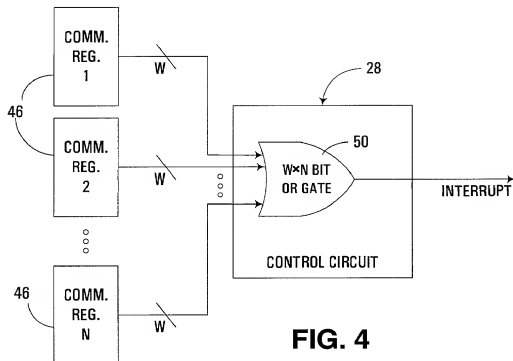 COMM.
REG.
1
W
46
28
COMM.
REG.
2
W
50
W×N BIT
OR GATE
INTERRUPT
CONTROL CIRCUIT
46
COMM.
REG.
N
W
FIG. 4